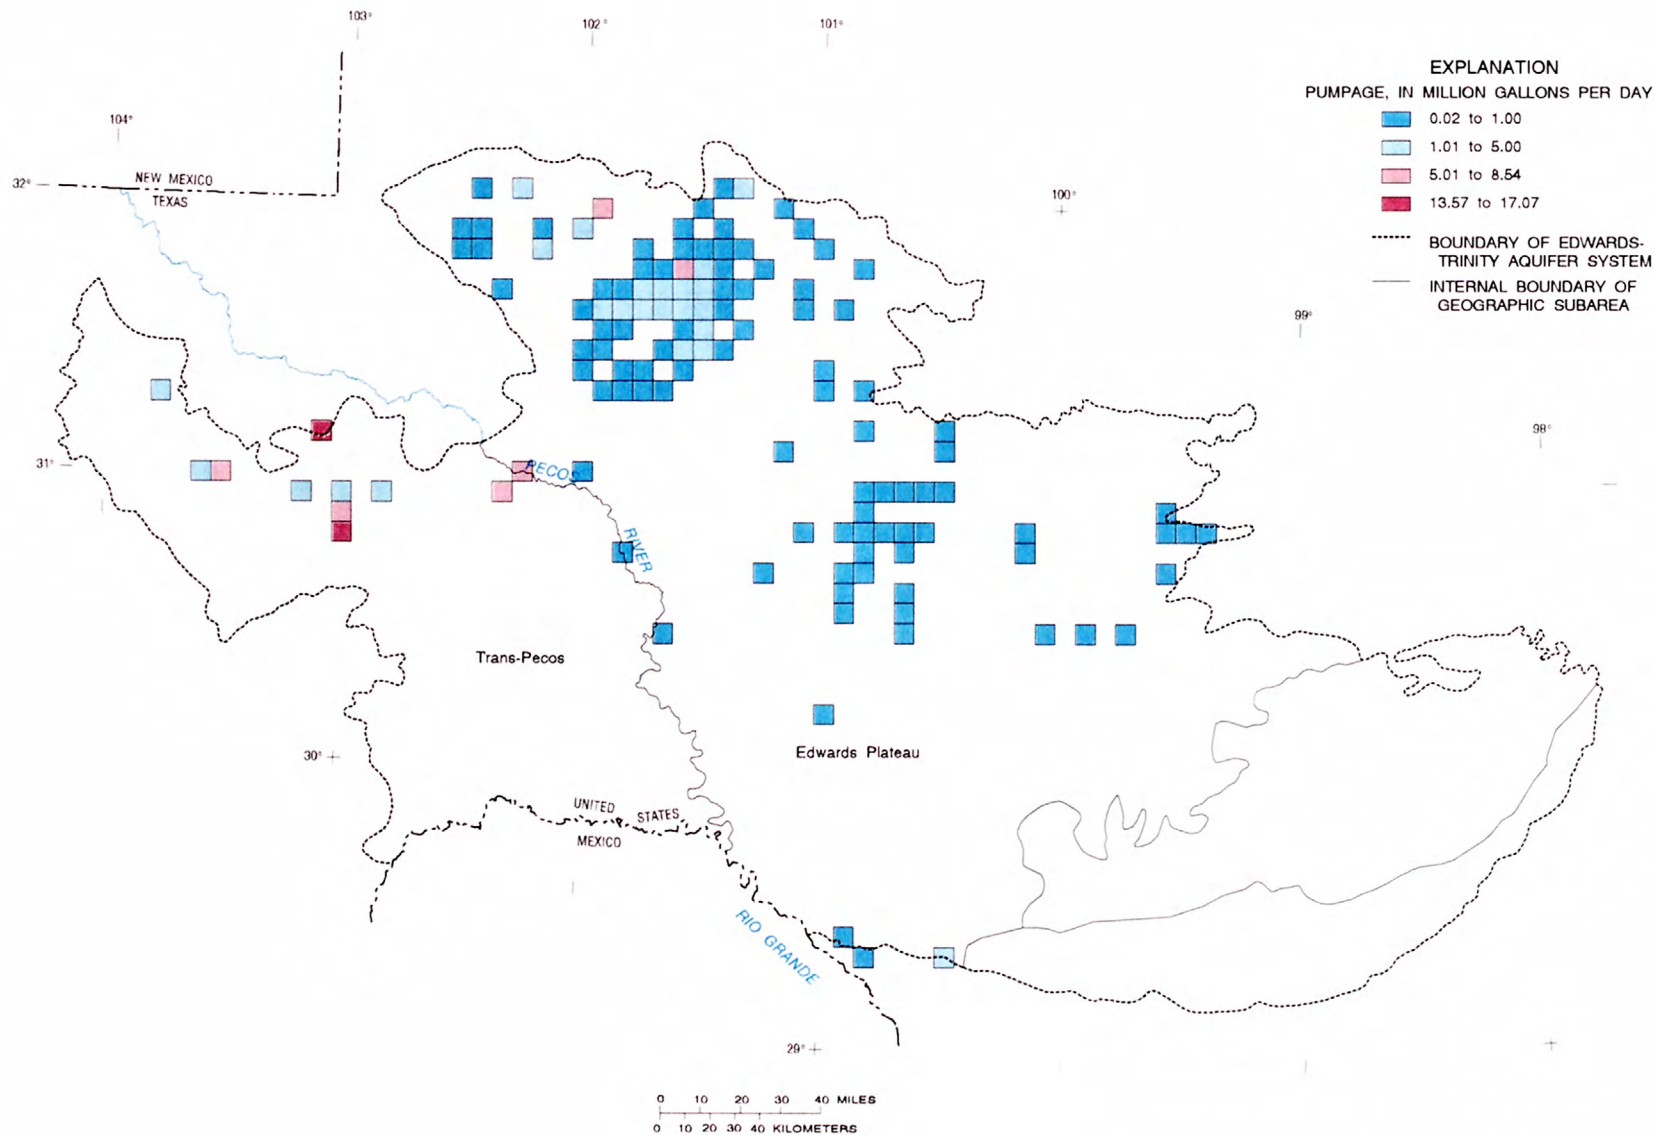 103°
102°
101°
EXPLANATION
PUMPAGE, IN MILLION GALLONS PER DAY
0.02 to 1.00
1.01 to 5.00
5.01 to 8.54
13.57 to 17.07
BOUNDARY OF EDWARDS-
TRINITY AQUIFER SYSTEM
INTERNAL BOUNDARY OF
GEOGRAPHIC SUBAREA
104°
32°
NEW MEXICO
TEXAS
100°
99°
98°
31°
PECOS
RIVER
Trans-Pecos
Edwards Plateau
30°
UNITED STATES
MEXICO
RIO GRANDE
29°
0 10 20 30 40 MILES
0 10 20 30 40 KILOMETERS